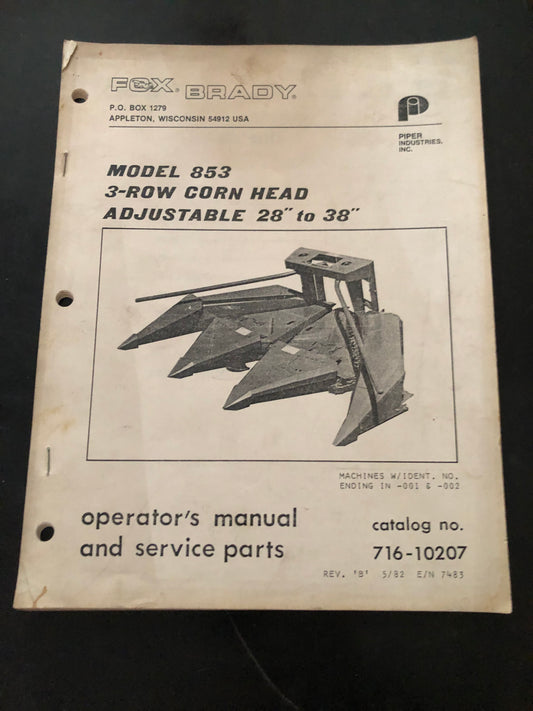 FOX. BRADY.
P.O. BOX 1279
APPLETON, WISCONSIN 54912 USA
PIPER
INDUSTRIES,
INC.
MODEL 853
3-ROW CORN HEAD
ADJUSTABLE 28" to 38"
MACHINES W/IDENT. NO.
ENDING IN -001 & -002
operator's manual
and service parts
catalog no.
716-10207
REV. 'B' 5/82 E/N 7483